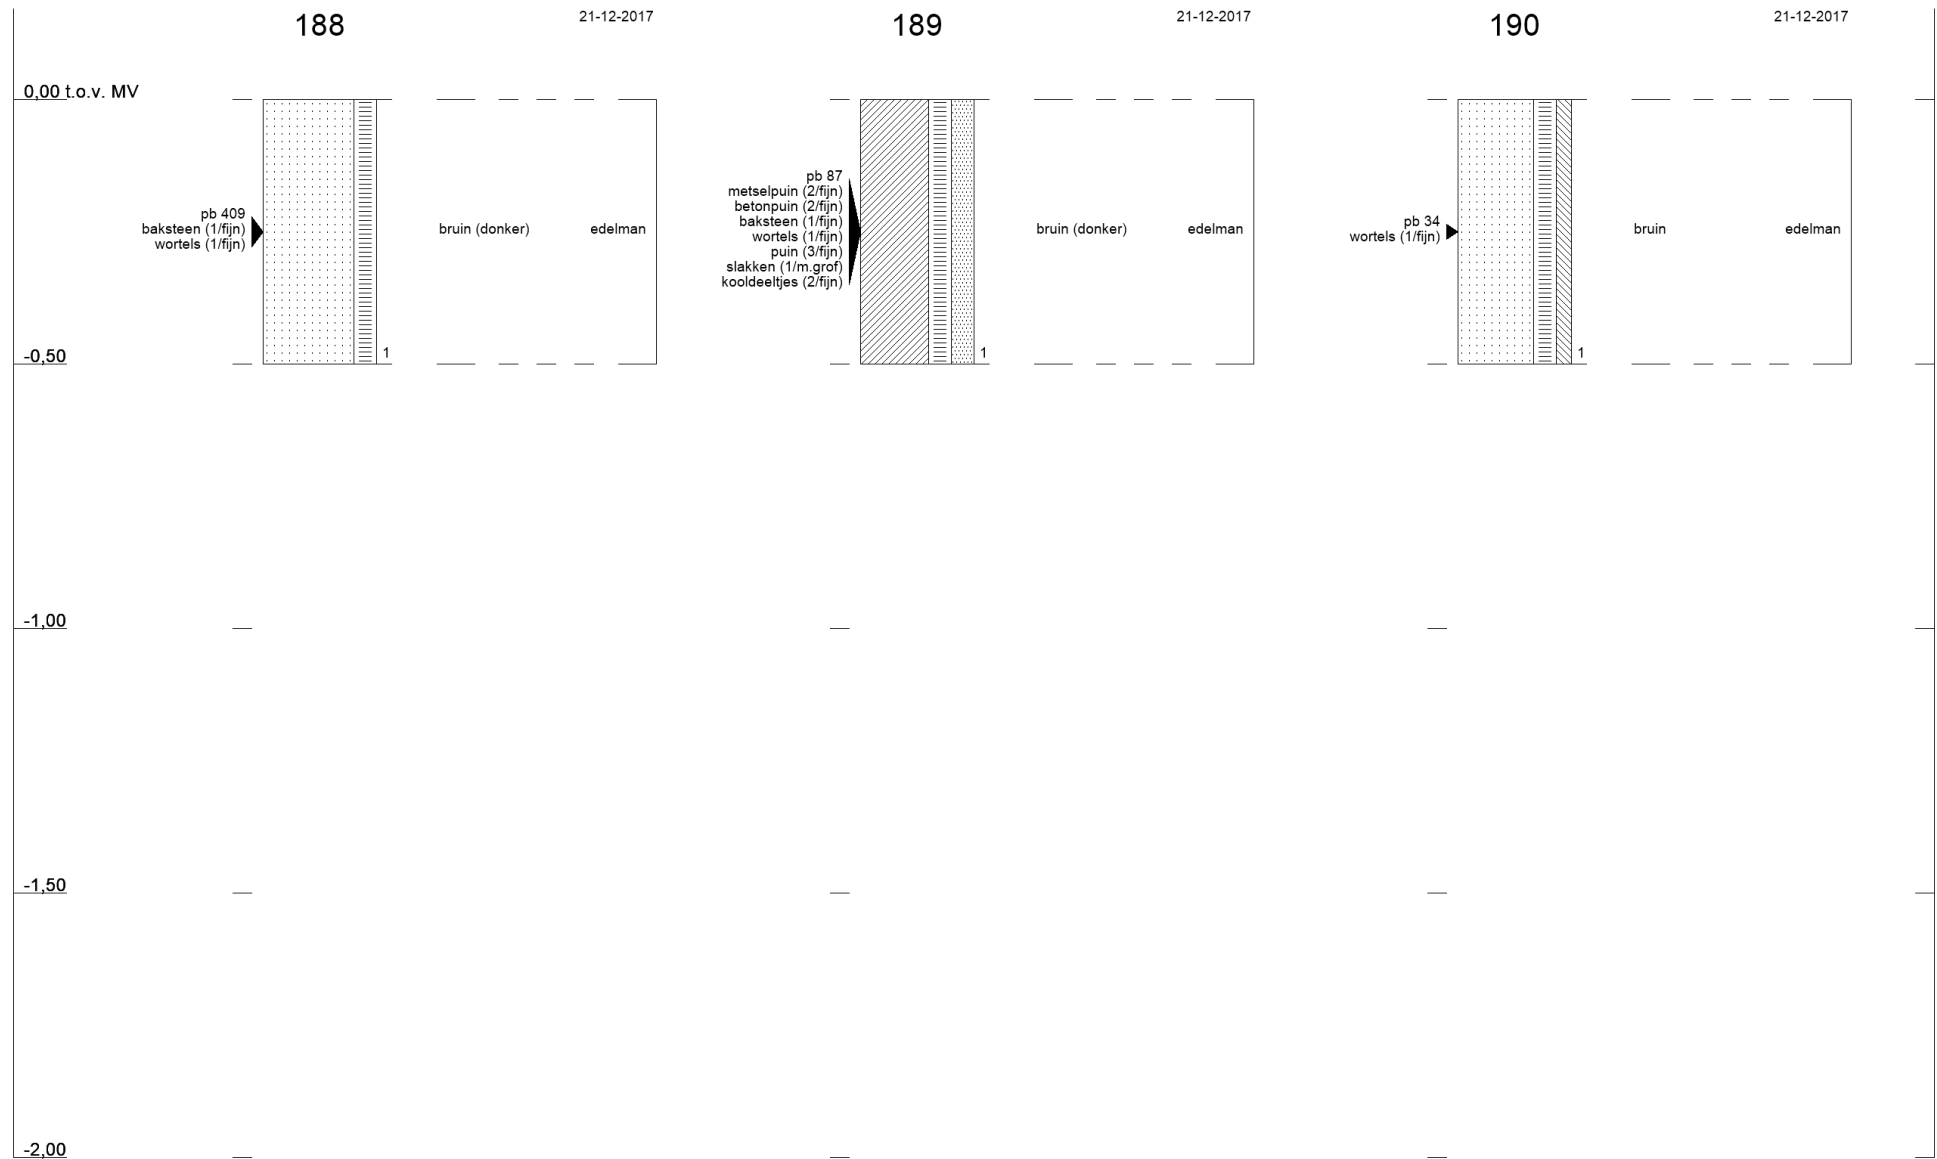 188
21-12-2017
189
21-12-2017
190
21-12-2017
0,00 t.o.v. MV
pb 409
baksteen (1/fijn)
wortels (1/fijn)
bruin (donker)
edelman
1
pb 87
metselpuin (2/fijn)
betonpuin (2/fijn)
baksteen (1/fijn)
wortels (1/fijn)
puin (3/fijn)
slakken (1/m.grof)
kooldeeltjes (2/fijn)
bruin (donker)
edelman
1
pb 34
wortels (1/fijn)
bruin
edelman
1
-0,50
-1,00
-1,50
-2,00